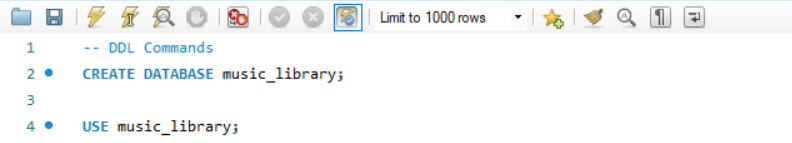 Limit to 1000 rows
1 -- DDL Commands
2 CREATE DATABASE music_library;
3
4 USE music_library;